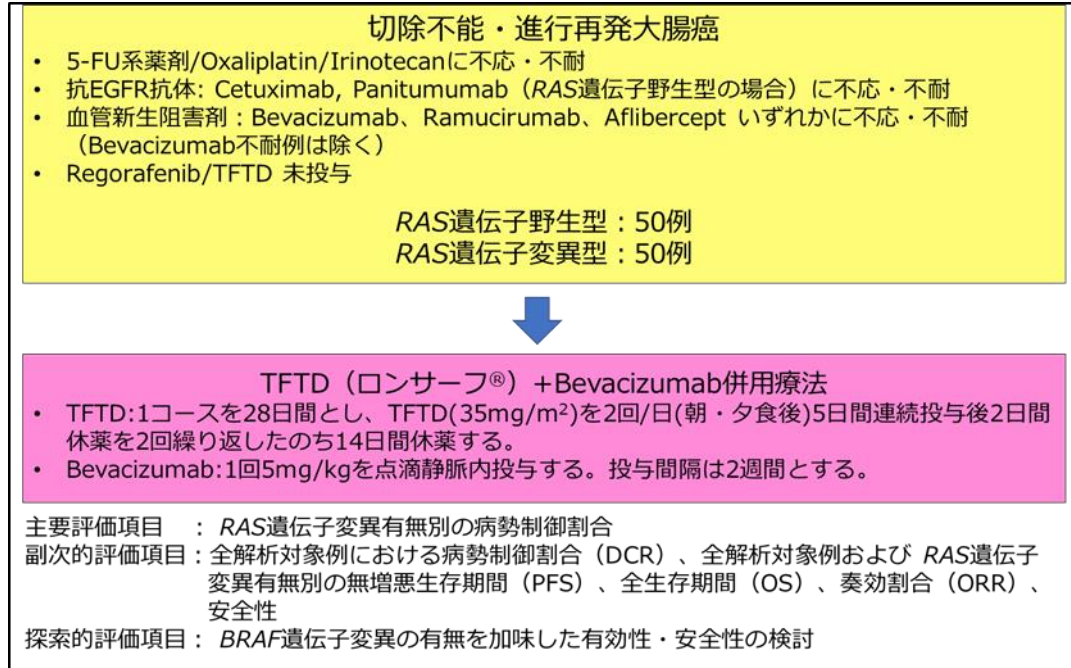 切除不能・進行再発大腸癌
• 5-FU系薬剤/Oxaliplatin/Irinotecanに不応・不耐
• 抗EGFR抗体: Cetuximab, Panitumumab（RAS遺伝子野生型の場合）に不応・不耐
• 血管新生阻害剤：Bevacizumab、Ramucirumab、Aflibercept いずれかに不応・不耐
（Bevacizumab不耐例は除く）
• Regorafenib/TFTD 未投与
RAS遺伝子野生型：50例
RAS遺伝子変異型：50例
TFTD（ロンサーフ®）+Bevacizumab併用療法
• TFTD:1コースを28日間とし、TFTD(35mg/m²)を2回/日(朝・夕食後)5日間連続投与後2日間
休薬を2回繰り返したのち14日間休薬する。
• Bevacizumab:1回5mg/kgを点滴静脈内投与する。投与間隔は2週間とする。
主要評価項目 ： RAS遺伝子変異有無別の病勢制御割合
副次的評価項目：全解析対象例における病勢制御割合（DCR）、全解析対象例および RAS遺伝子
変異有無別の無増悪生存期間（PFS）、全生存期間（OS）、奏効割合（ORR）、
安全性
探索的評価項目： BRAF遺伝子変異の有無を加味した有効性・安全性の検討